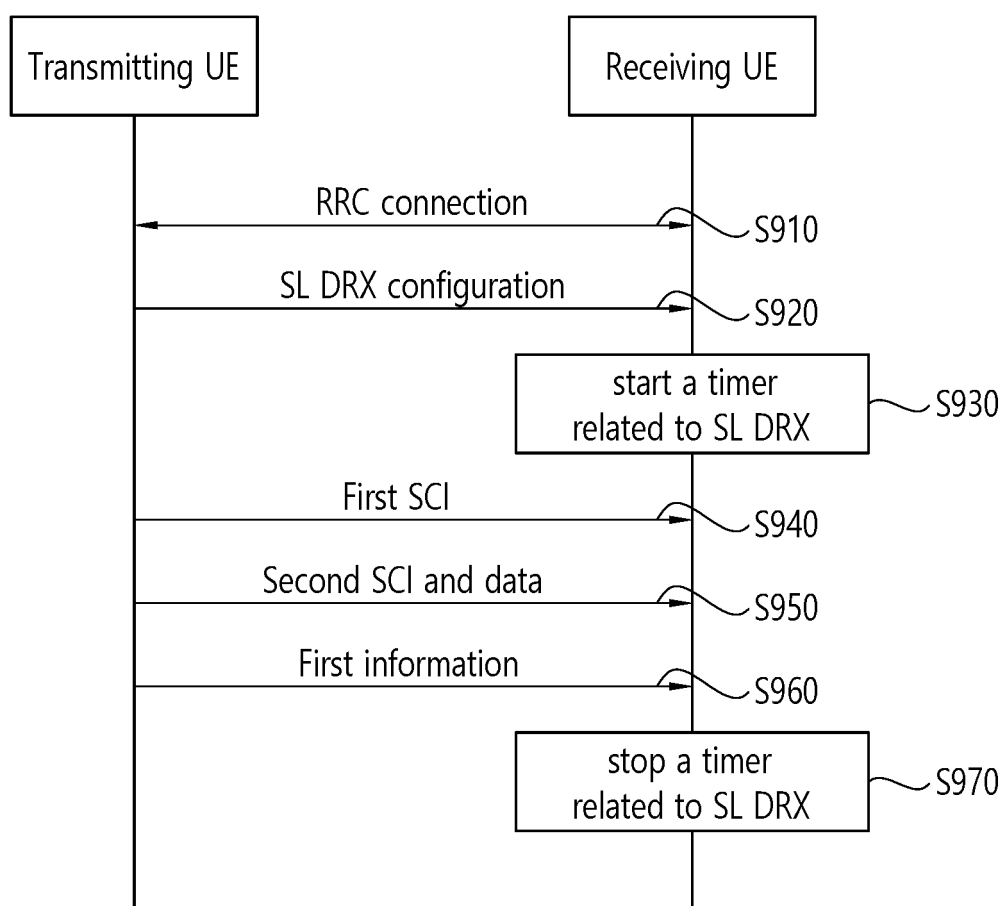 Transmitting UE
Receiving UE
RRC connection
S910
SL DRX configuration
S920
start a timer
related to SL DRX
S930
First SCI
S940
Second SCI and data
S950
First information
S960
stop a timer
related to SL DRX
S970